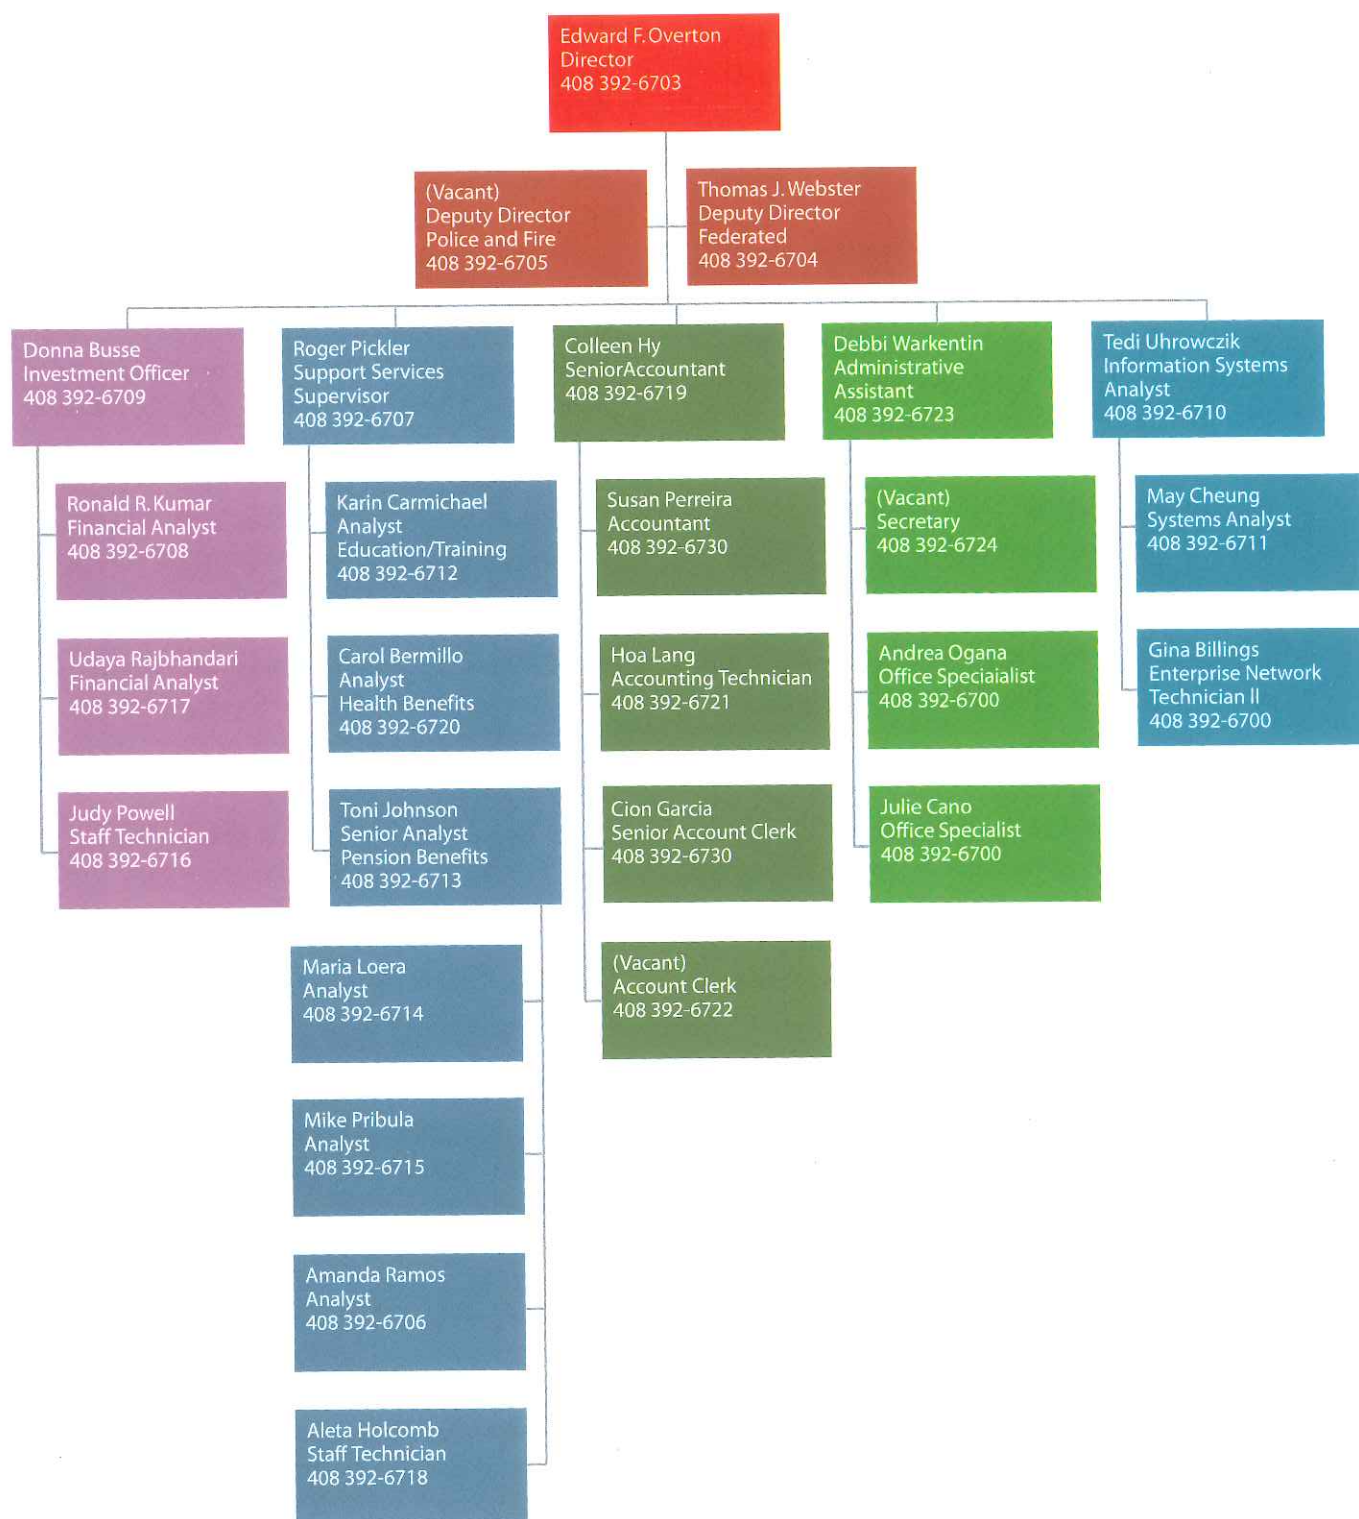 Edward F. Overton
Director
408 392-6703
(Vacant)
Deputy Director
Police and Fire
408 392-6705
Thomas J. Webster
Deputy Director
Federated
408 392-6704
Donna Busse
Investment Officer
408 392-6709
Roger Pickler
Support Services
Supervisor
408 392-6707
Colleen Hy
SeniorAccountant
408 392-6719
Debbi Warkentin
Administrative
Assistant
408 392-6723
Tedi Uhrowczik
Information Systems
Analyst
408 392-6710
Ronald R. Kumar
Financial Analyst
408 392-6708
Karin Carmichael
Analyst
Education/Training
408 392-6712
Susan Perreira
Accountant
408 392-6730
(Vacant)
Secretary
408 392-6724
May Cheung
Systems Analyst
408 392-6711
Udaya Rajbhandari
Financial Analyst
408 392-6717
Carol Bermillo
Analyst
Health Benefits
408 392-6720
Hoa Lang
Accounting Technician
408 392-6721
Andrea Ogana
Office Speciaialist
408 392-6700
Gina Billings
Enterprise Network
Technician II
408 392-6700
Judy Powell
Staff Technician
408 392-6716
Toni Johnson
Senior Analyst
Pension Benefits
408 392-6713
Cion Garcia
Senior Account Clerk
408 392-6730
Julie Cano
Office Specialist
408 392-6700
Maria Loera
Analyst
408 392-6714
(Vacant)
Account Clerk
408 392-6722
Mike Pribula
Analyst
408 392-6715
Amanda Ramos
Analyst
408 392-6706
Aleta Holcomb
Staff Technician
408 392-6718